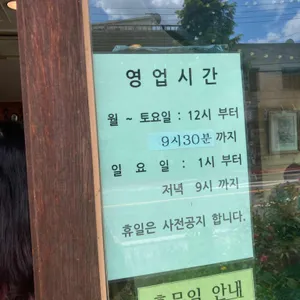 영업시간
월 ~ 토요일 : 12시 부터
9시30분 까지
일 요 일 : 1시 부터
저녁 9시 까지
휴일은 사전공지 합니다.
휴무일 안내